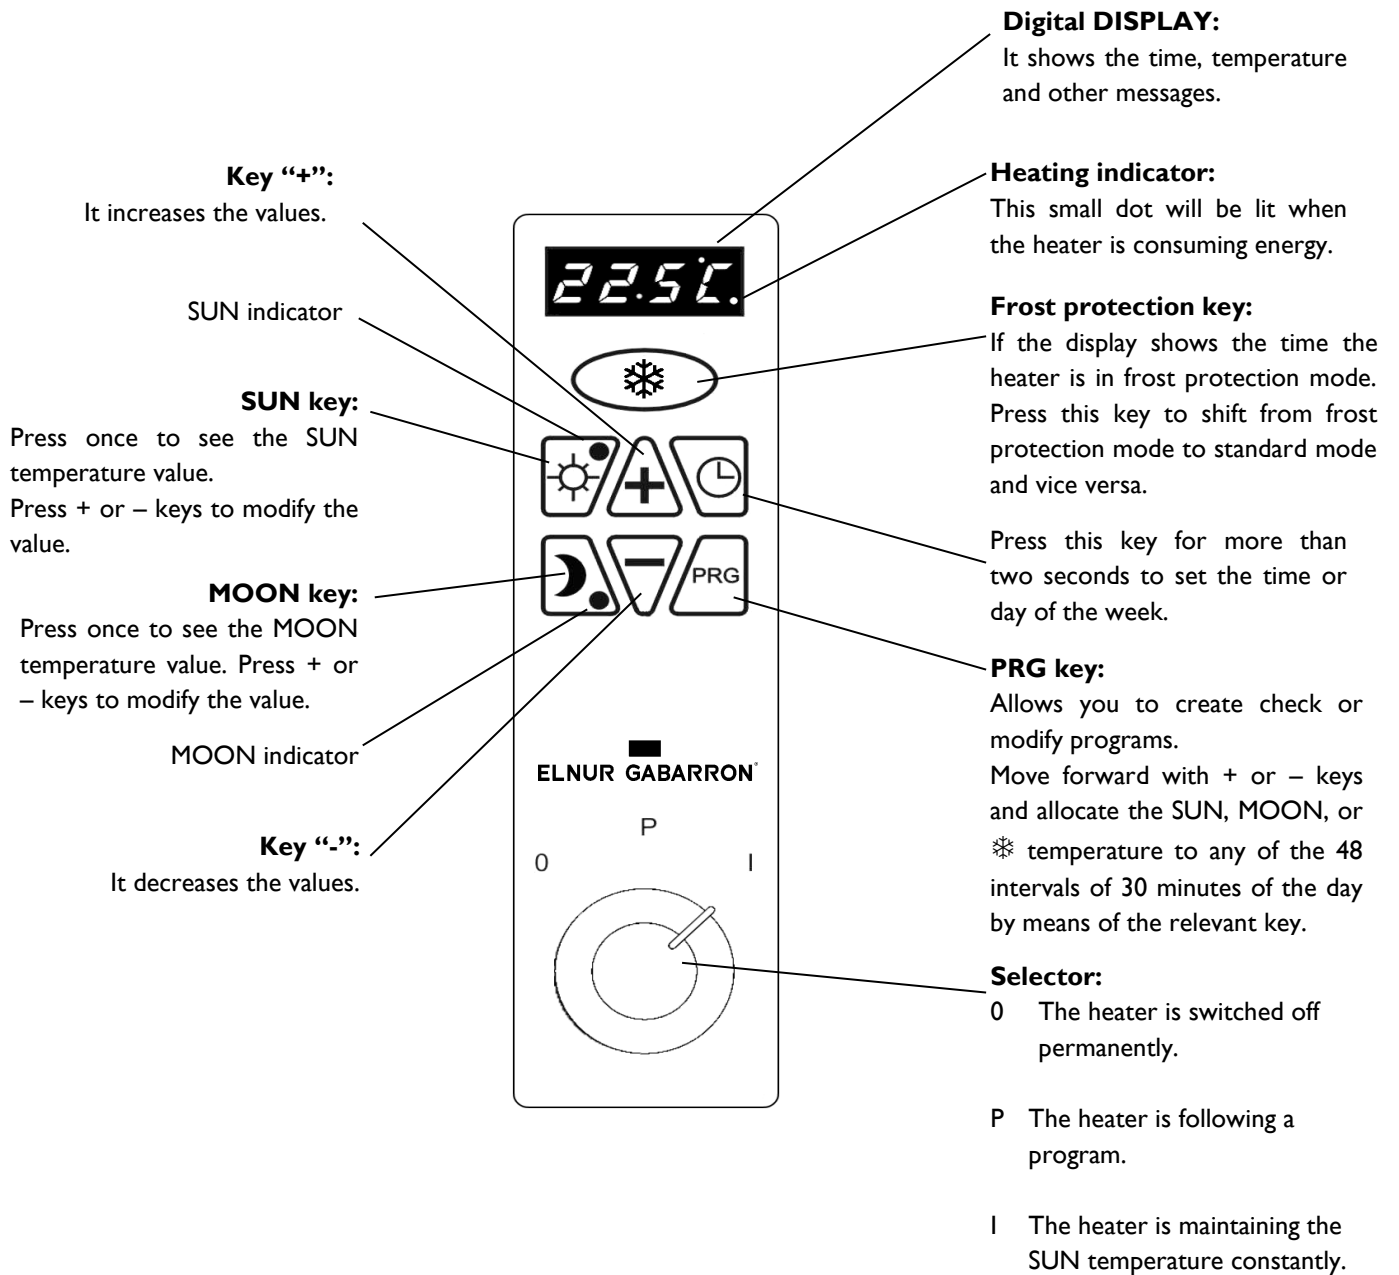 Digital DISPLAY:
It shows the time, temperature
and other messages.
Key “+”:
It increases the values.
SUN indicator
SUN key:
Press once to see the SUN
temperature value.
Press + or – keys to modify the
value.
MOON key:
Press once to see the MOON
temperature value. Press + or
– keys to modify the value.
MOON indicator
Key “-”:
It decreases the values.
22.5°C.
PRG
ELNUR GABARRON®
P
0
I
Heating indicator:
This small dot will be lit when
the heater is consuming energy.
Frost protection key:
If the display shows the time the
heater is in frost protection mode.
Press this key to shift from frost
protection mode to standard mode
and vice versa.
Press this key for more than
two seconds to set the time or
day of the week.
PRG key:
Allows you to create check or
modify programs.
Move forward with + or – keys
and allocate the SUN, MOON, or
❄ temperature to any of the 48
intervals of 30 minutes of the day
by means of the relevant key.
Selector:
0 The heater is switched off
permanently.
P The heater is following a
program.
I The heater is maintaining the
SUN temperature constantly.